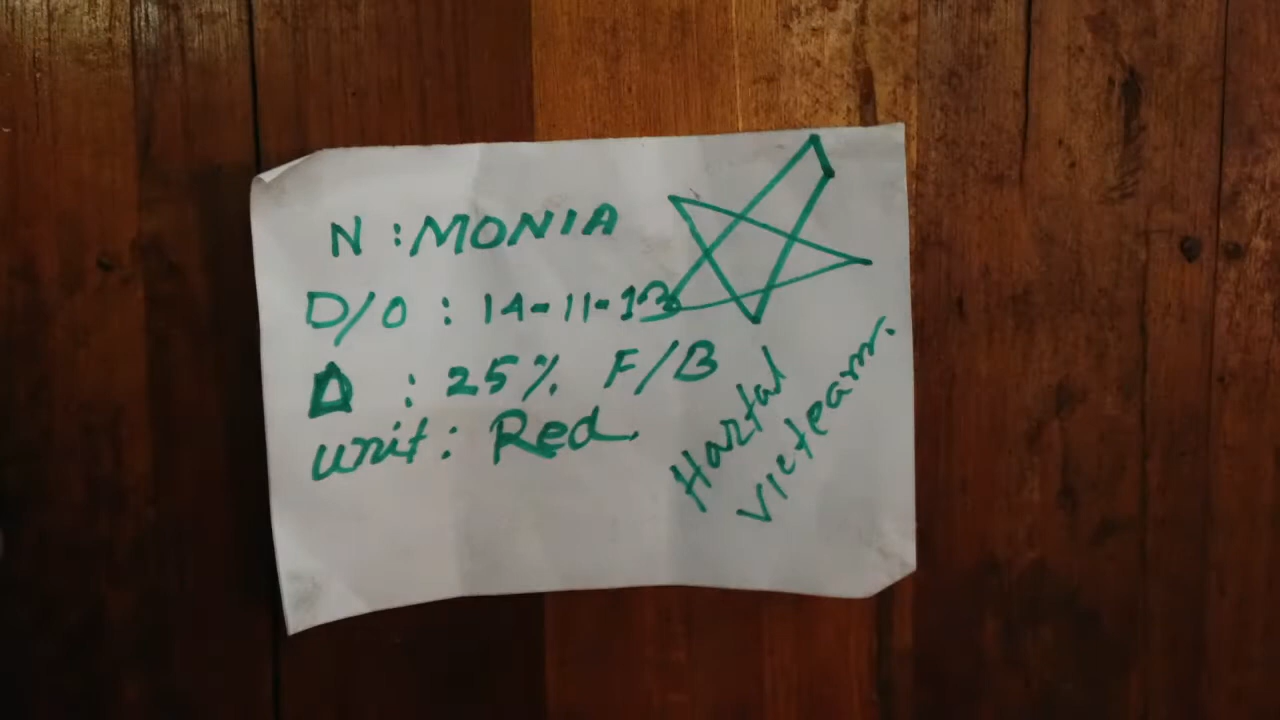 N : MONIA
D/O : 14-11-13
Δ : 25% F/B
unit : Red
Hartal
Victeam.